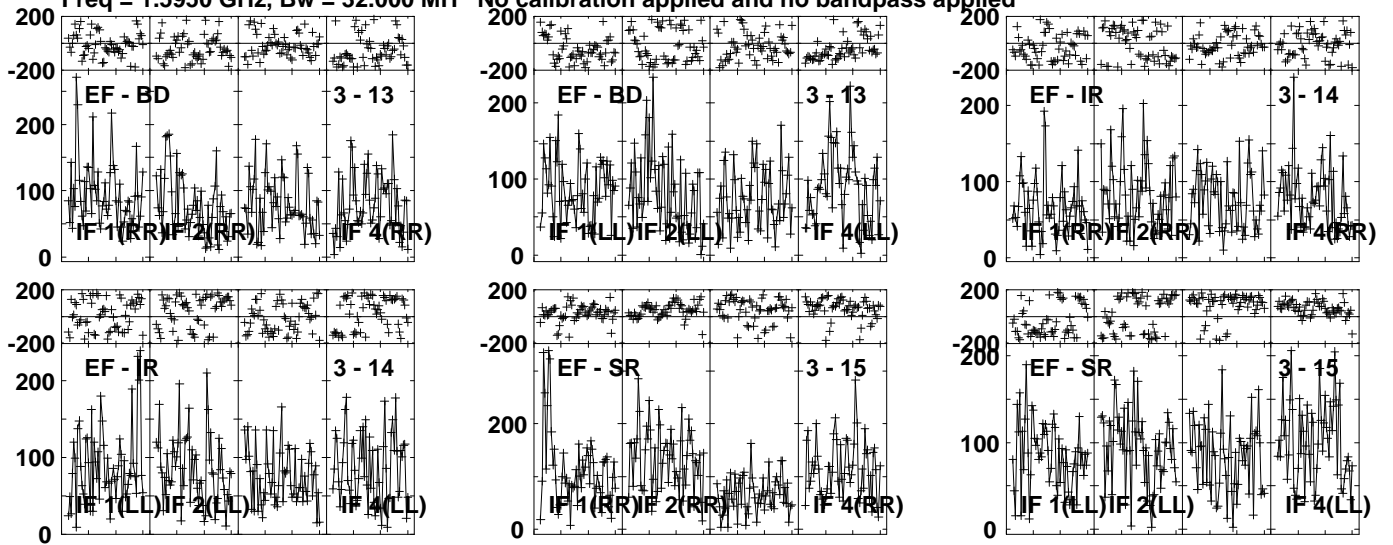 Freq = 1.5950 GHz, Bw = 32.000 MH No calibration applied and no bandpass applied
200
-200
EF - BD
3 - 13
200
100
0
IF 1(RR)
IF 2(RR)
IF 4(RR)
200
-200
EF - BD
3 - 13
200
100
0
IF 1(LL)
IF 2(LL)
IF 4(LL)
200
-200
EF - IR
3 - 14
200
100
0
IF 1(RR)
IF 2(RR)
IF 4(RR)
200
-200
EF - IR
3 - 14
200
100
0
IF 1(LL)
IF 2(LL)
IF 4(LL)
200
-200
EF - SR
3 - 15
200
0
IF 1(RR)
IF 2(RR)
IF 4(RR)
200
-200
200
EF - SR
3 - 15
100
0
IF 1(LL)
IF 2(LL)
IF 4(LL)